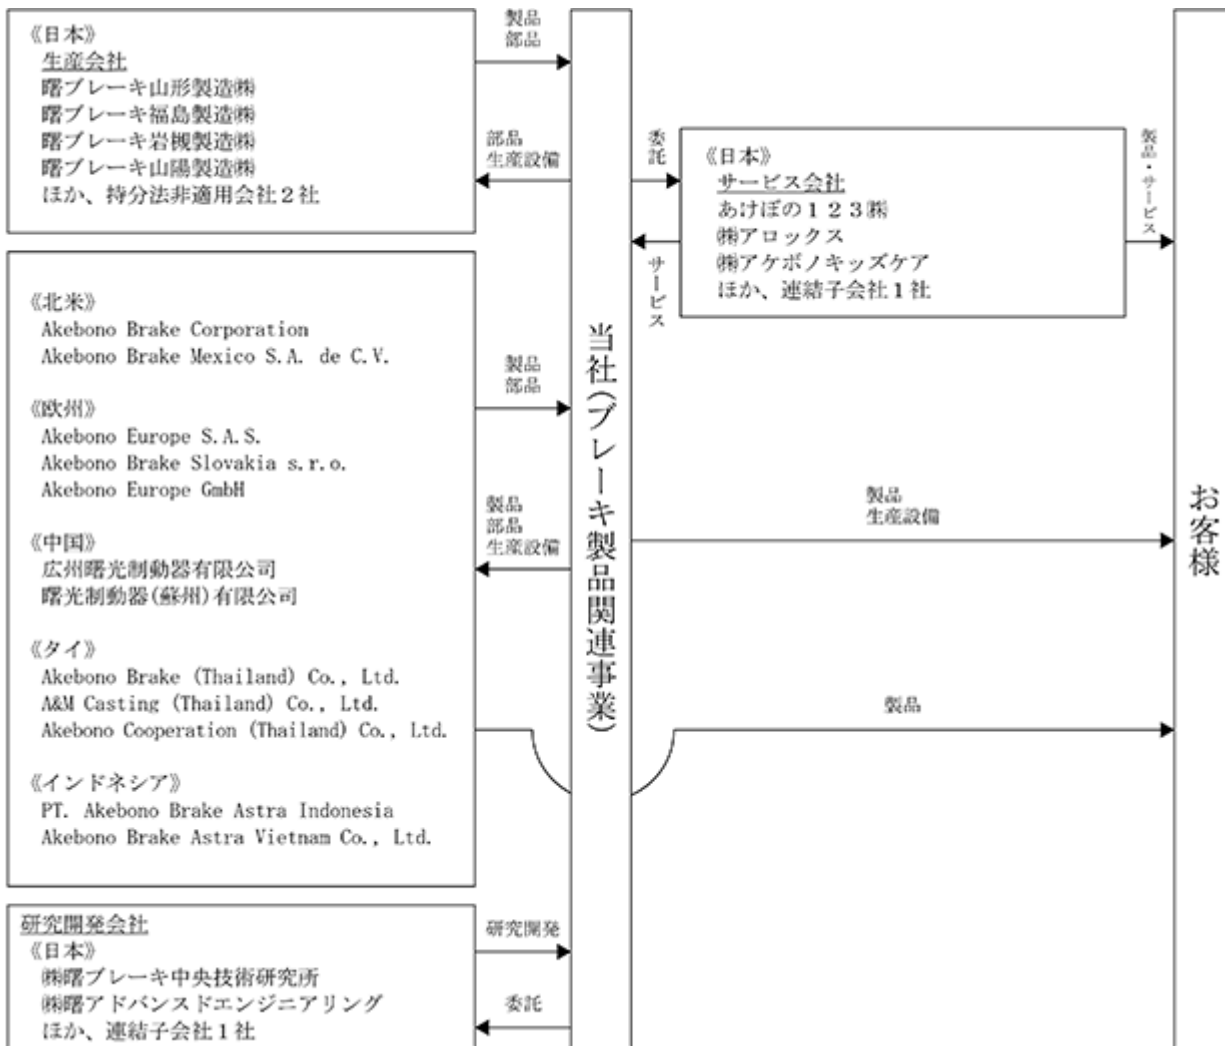 《日本》
生産会社
曙ブレーキ山形製造㈱
曙ブレーキ福島製造㈱
曙ブレーキ岩槻製造㈱
曙ブレーキ山陽製造㈱
ほか、持分法非適用会社２社
製品
部品
部品
生産設備
《北米》
Akebono Brake Corporation
Akebono Brake Mexico S.A. de C.V.
《欧州》
Akebono Europe S.A.S.
Akebono Brake Slovakia s.r.o.
Akebono Europe GmbH
《中国》
広州曙光制動器有限公司
曙光制動器(蘇州)有限公司
《タイ》
Akebono Brake (Thailand) Co., Ltd.
A&M Casting (Thailand) Co., Ltd.
Akebono Cooperation (Thailand) Co., Ltd.
《インドネシア》
PT. Akebono Brake Astra Indonesia
Akebono Brake Astra Vietnam Co., Ltd.
製品
部品
製品
部品
生産設備
研究開発会社
《日本》
㈱曙ブレーキ中央技術研究所
㈱曙アドバンスドエンジニアリング
ほか、連結子会社１社
研究開発
委託
当社(ブレーキ製品関連事業)
委託
サービス
《日本》
サービス会社
あけぼの１２３㈱
㈱アロックス
㈱アケボノキッズケア
ほか、連結子会社１社
製品・サービス
製品
生産設備
製品
お客様